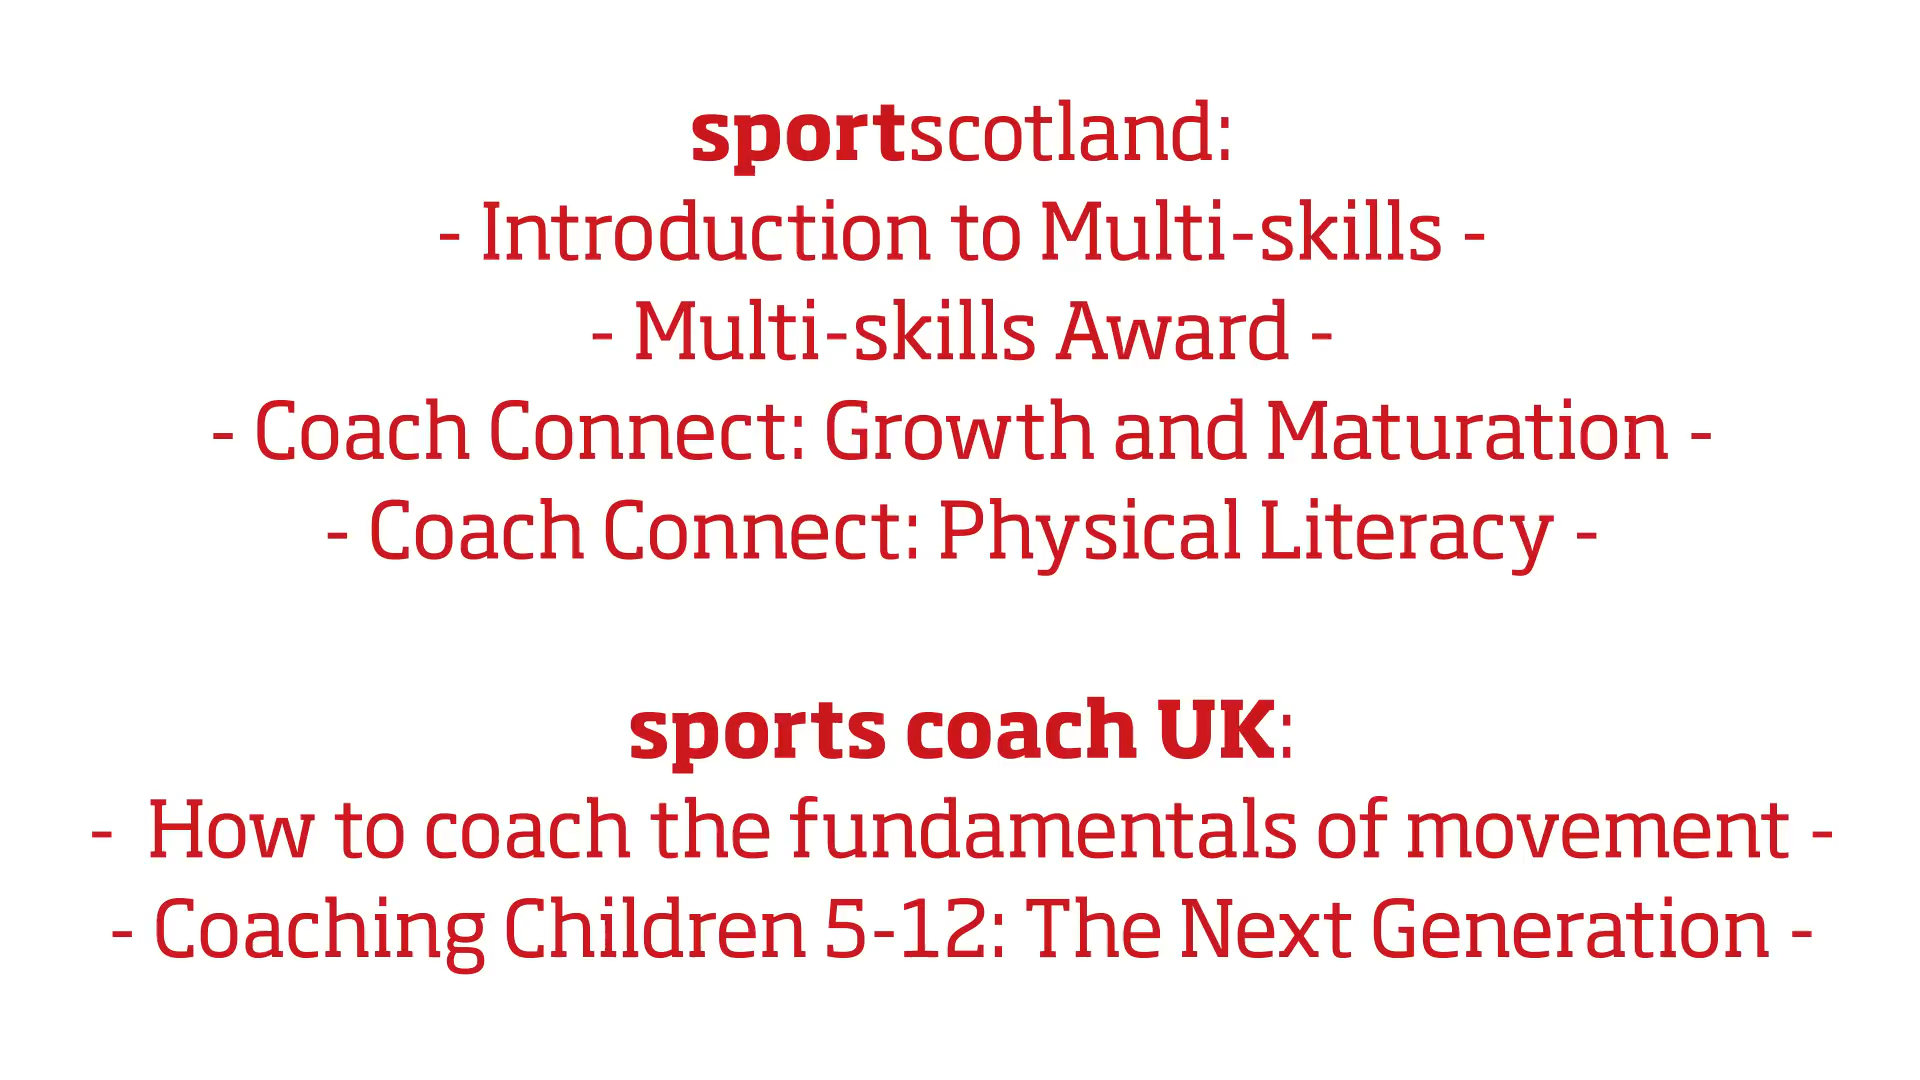 sportscotland:
- Introduction to Multi-skills -
- Multi-skills Award -
- Coach Connect: Growth and Maturation -
- Coach Connect: Physical Literacy -
sports coach UK:
- How to coach the fundamentals of movement -
- Coaching Children 5-12: The Next Generation -